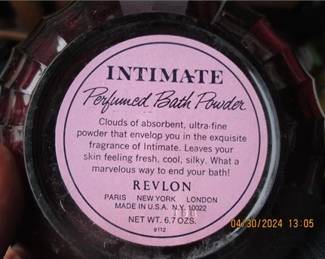 INTIMATE
Perfumed Bath Powder
Clouds of absorbent, ultra-fine
powder that envelop you in the exquisite
fragrance of Intimate. Leaves your
skin feeling fresh, cool, silky. What a
marvelous way to end your bath!
REVLON
PARIS NEW YORK LONDON
MADE IN U.S.A. N.Y. 10022
NET WT. 6.7 OZS.
9112
04/30/2024 13:05